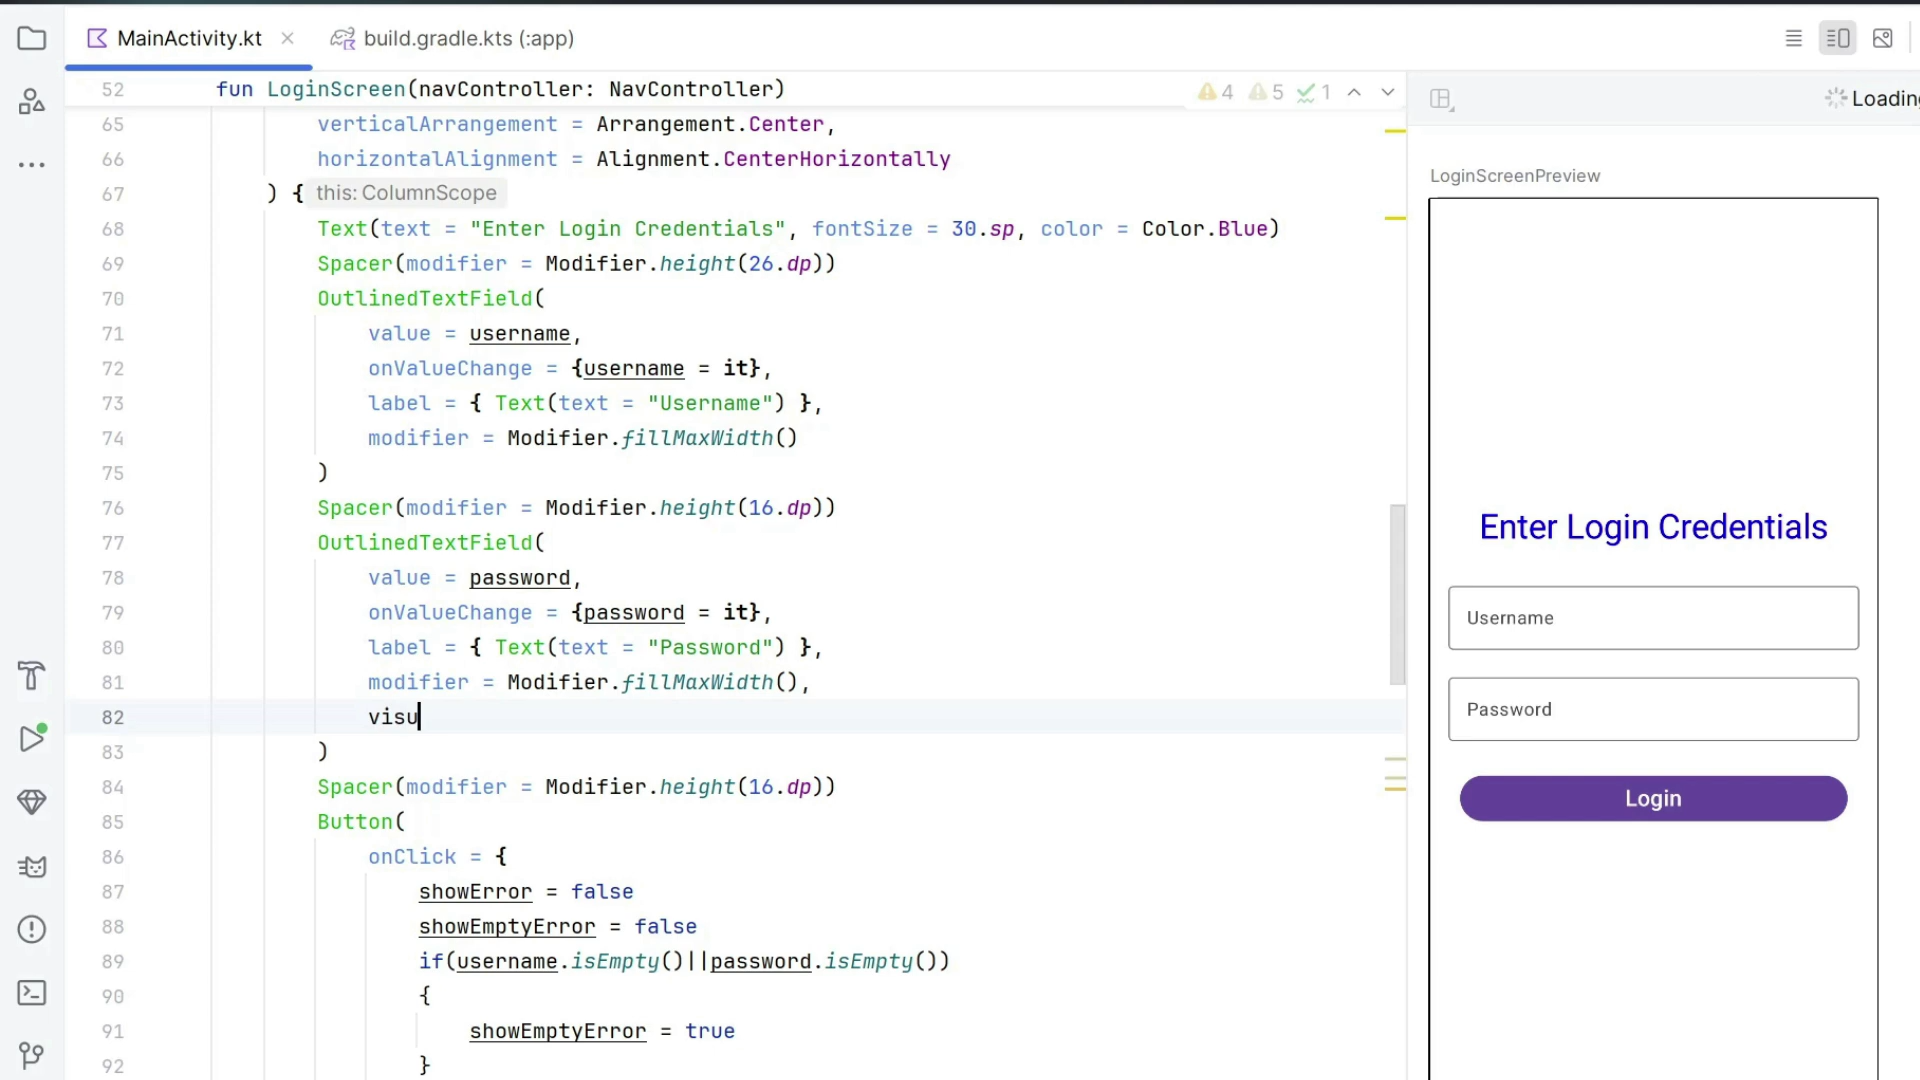 MainActivity.kt
build.gradle.kts (:app)
52 fun LoginScreen(navController: NavController)
4 5 1
65 verticalArrangement = Arrangement.Center,
66 horizontalAlignment = Alignment.CenterHorizontally
67 ) { this: ColumnScope
68 Text(text = "Enter Login Credentials", fontSize = 30.sp, color = Color.Blue)
69 Spacer(modifier = Modifier.height(26.dp))
70 OutlinedTextField(
71 value = username,
72 onValueChange = {username = it},
73 label = { Text(text = "Username") },
74 modifier = Modifier.fillMaxWidth()
75 )
76 Spacer(modifier = Modifier.height(16.dp))
77 OutlinedTextField(
78 value = password,
79 onValueChange = {password = it},
80 label = { Text(text = "Password") },
81 modifier = Modifier.fillMaxWidth(),
82 visu
83 )
84 Spacer(modifier = Modifier.height(16.dp))
85 Button(
86 onClick = {
87 showError = false
88 showEmptyError = false
89 if(username.isEmpty()||password.isEmpty())
90 {
91 showEmptyError = true
92 }
Loading
LoginScreenPreview
Enter Login Credentials
Username
Password
Login